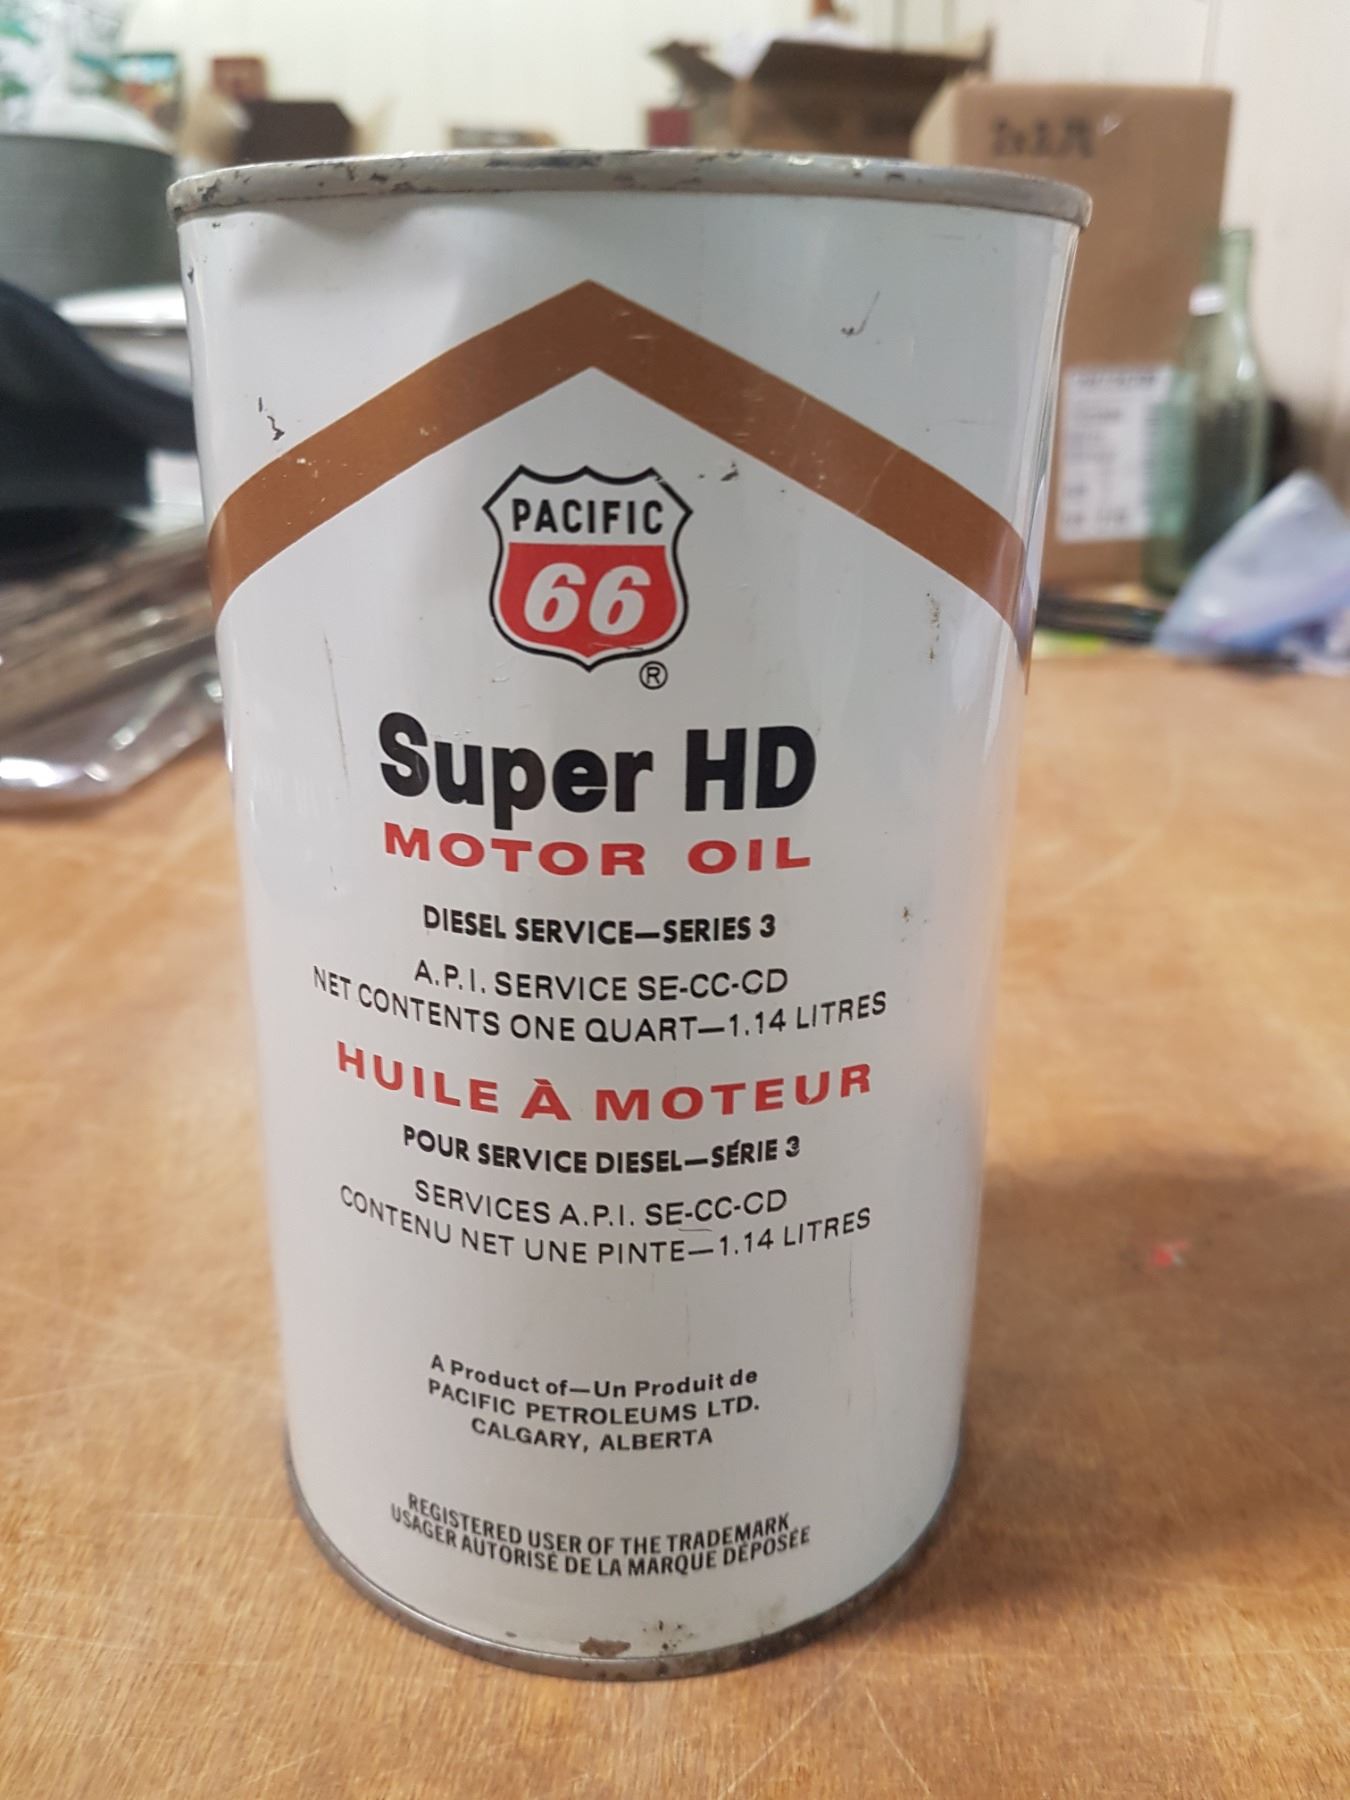 PACIFIC
66
®
Super HD
MOTOR OIL
DIESEL SERVICE—SERIES 3
A.P.I. SERVICE SE-CC-CD
NET CONTENTS ONE QUART—1.14 LITRES
HUILE À MOTEUR
POUR SERVICE DIESEL—SÉRIE 3
SERVICES A.P.I. SE-CC-CD
CONTENU NET UNE PINTE—1.14 LITRES
A Product of—Un Produit de
PACIFIC PETROLEUMS LTD.
CALGARY, ALBERTA
REGISTERED USER OF THE TRADEMARK
USAGER AUTORISÉ DE LA MARQUE DÉPOSÉE